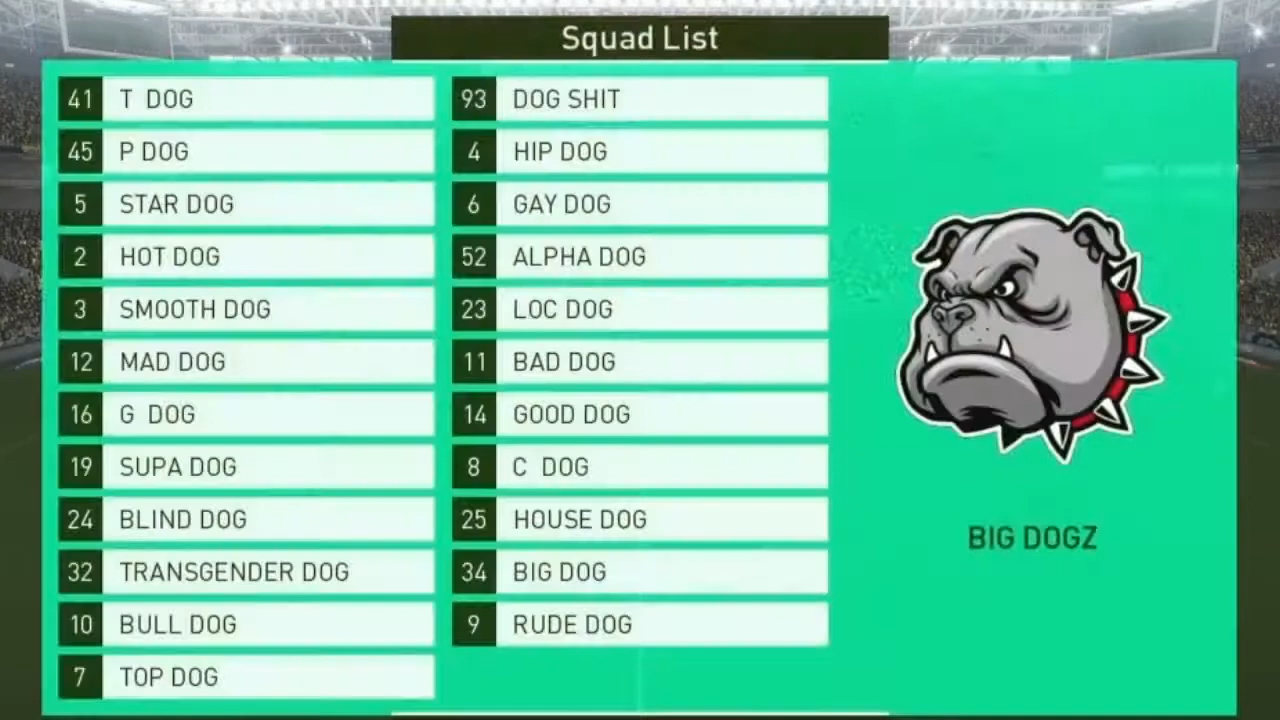 Squad List
41 T DOG
45 P DOG
5 STAR DOG
2 HOT DOG
3 SMOOTH DOG
12 MAD DOG
16 G DOG
19 SUPA DOG
24 BLIND DOG
32 TRANSGENDER DOG
10 BULL DOG
7 TOP DOG
93 DOG SHIT
4 HIP DOG
6 GAY DOG
52 ALPHA DOG
23 LOC DOG
11 BAD DOG
14 GOOD DOG
8 C DOG
25 HOUSE DOG
34 BIG DOG
9 RUDE DOG
BIG DOGZ